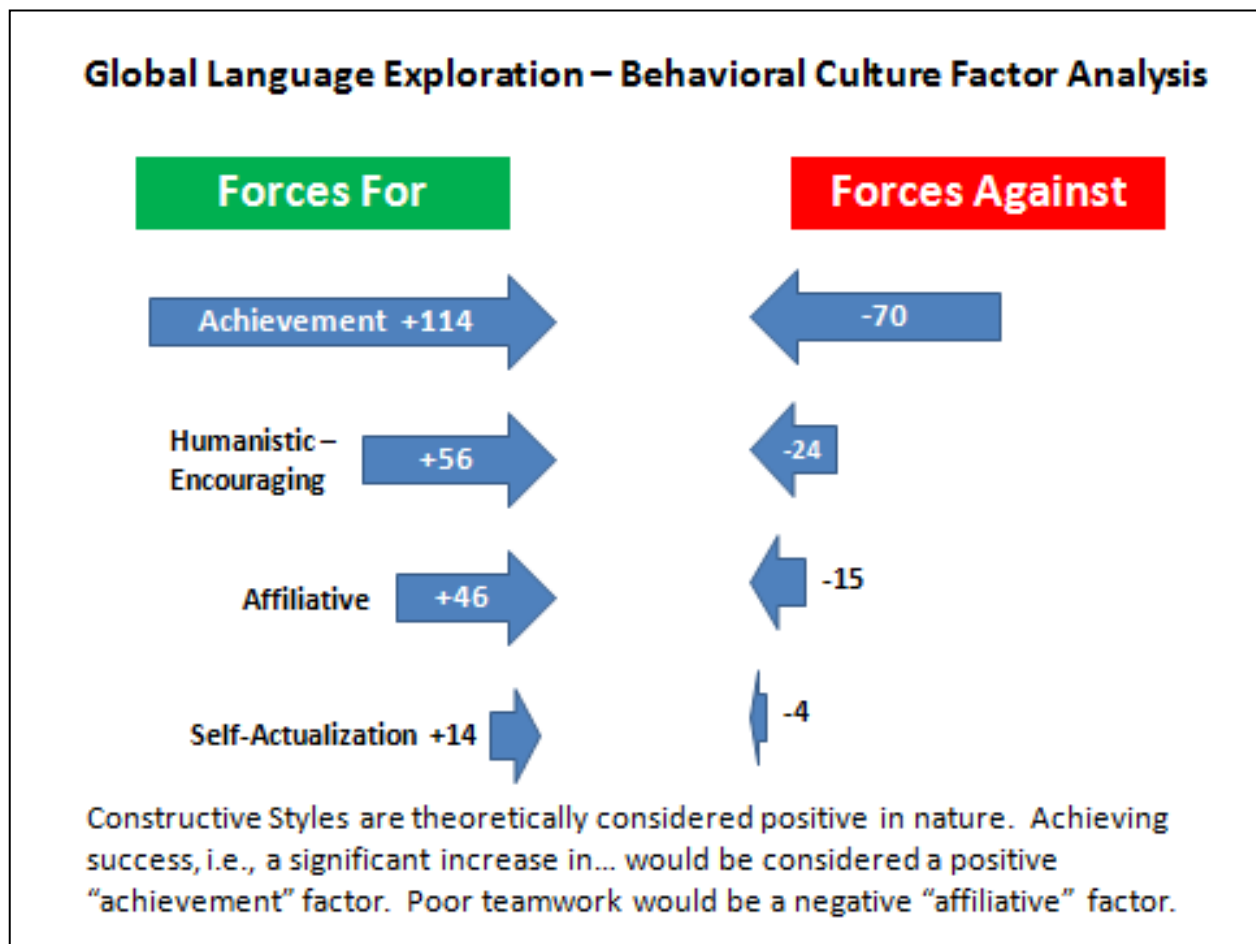 Global Language Exploration – Behavioral Culture Factor Analysis
Forces For
Forces Against
Achievement +114
-70
Humanistic –
Encouraging
+56
-24
Affiliative
+46
-15
Self-Actualization +14
-4
Constructive Styles are theoretically considered positive in nature. Achieving
success, i.e., a significant increase in... would be considered a positive
“achievement” factor. Poor teamwork would be a negative “affiliative” factor.